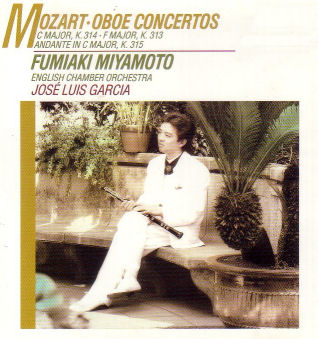 MOZART·OBOE CONCERTOS
C MAJOR, K. 314 - F MAJOR, K. 313
ANDANTE IN C MAJOR, K. 315
FUMIAKI MIYAMOTO
ENGLISH CHAMBER ORCHESTRA
JOSÉ LUIS GARCIA